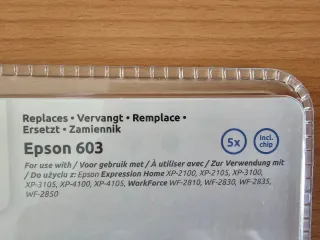 Replaces • Vervangt • Remplace •
Ersetzt • Zamiennik
Epson 603
5x
Incl.
chip
For use with / Voor gebruik met / À utiliser avec / Zur Verwendung mit
/ Do użyciu z: Epson Expression Home XP-2100, XP-2105, XP-3100,
XP-3105, XP-4100, XP-4105, WorkForce WF-2810, WF-2830, WF-2835,
WF-2850